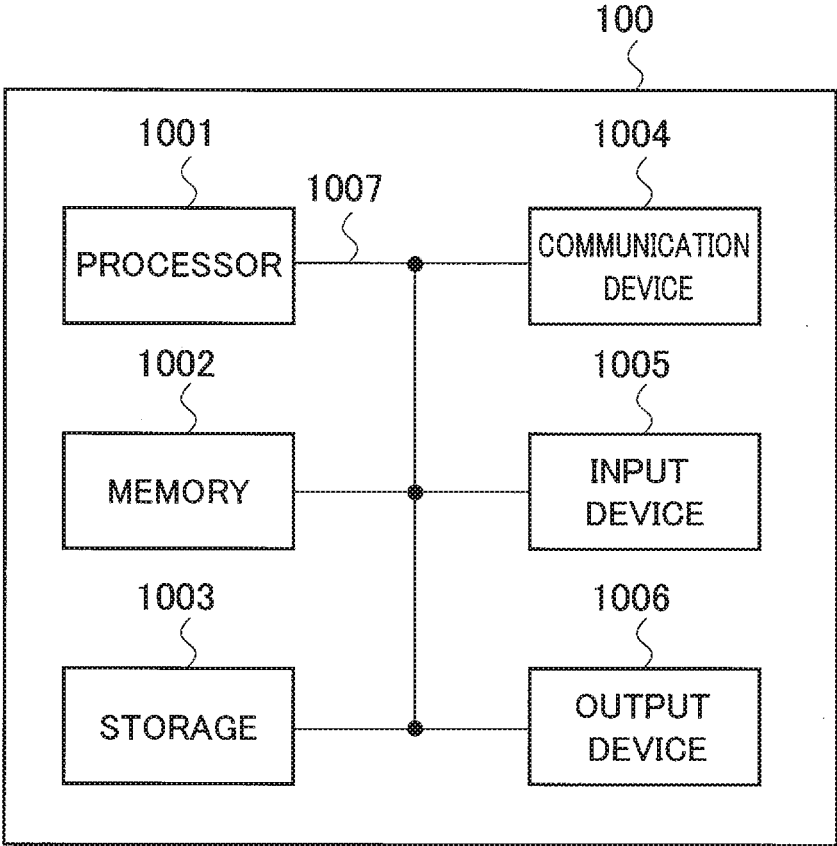 100
1001
1004
1007
PROCESSOR
COMMUNICATION
DEVICE
1002
1005
MEMORY
INPUT
DEVICE
1003
1006
STORAGE
OUTPUT
DEVICE